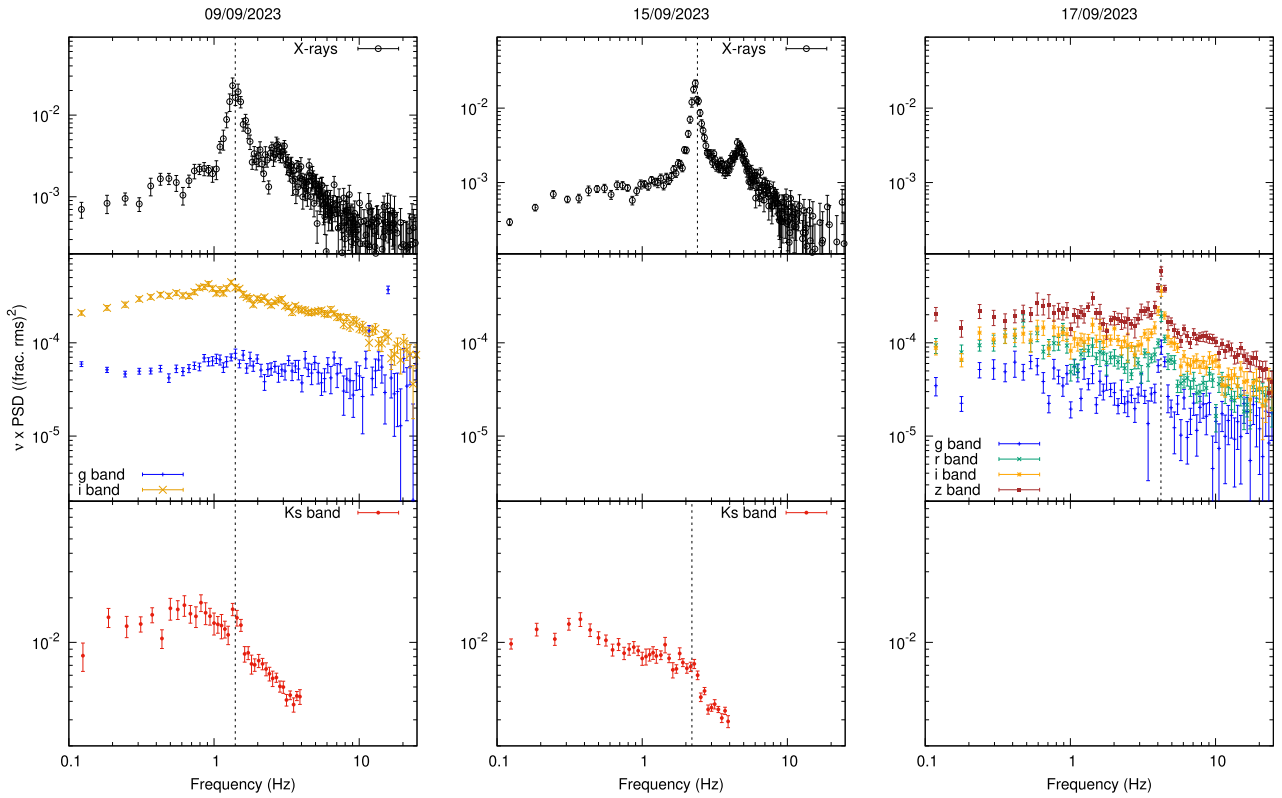 09/09/2023 15/09/2023 17/09/2023
X-rays X-rays
10-2 10-2 10-2
10-3 10-3 10-3
ν x PSD ((frac. rms)2)
10-4 10-4 10-4
10-5 10-5 10-5
g band
i band
g band
r band
i band
z band
Ks band Ks band
10-2 10-2 10-2
0.1 1 10 0.1 1 10 0.1 1 10
Frequency (Hz) Frequency (Hz) Frequency (Hz)